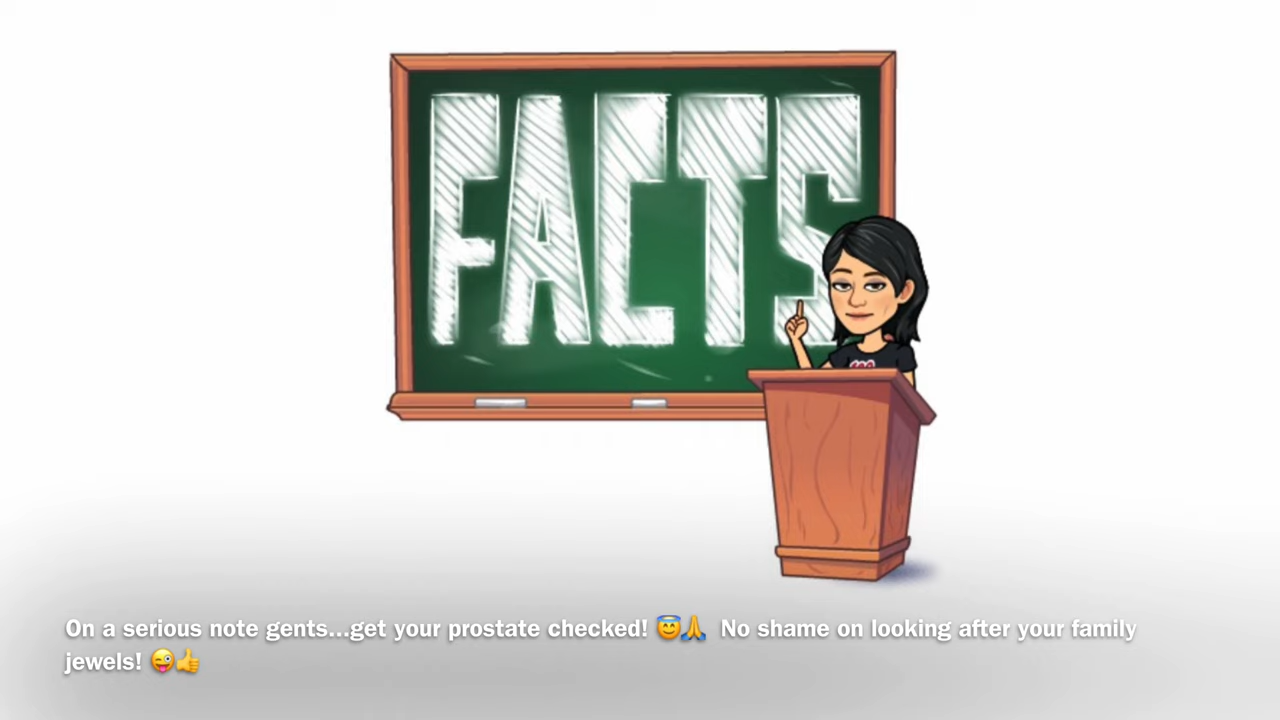 FACTS
On a serious note gents...get your prostate checked! 😇🙏 No shame on looking after your family
jewels! 😜👍